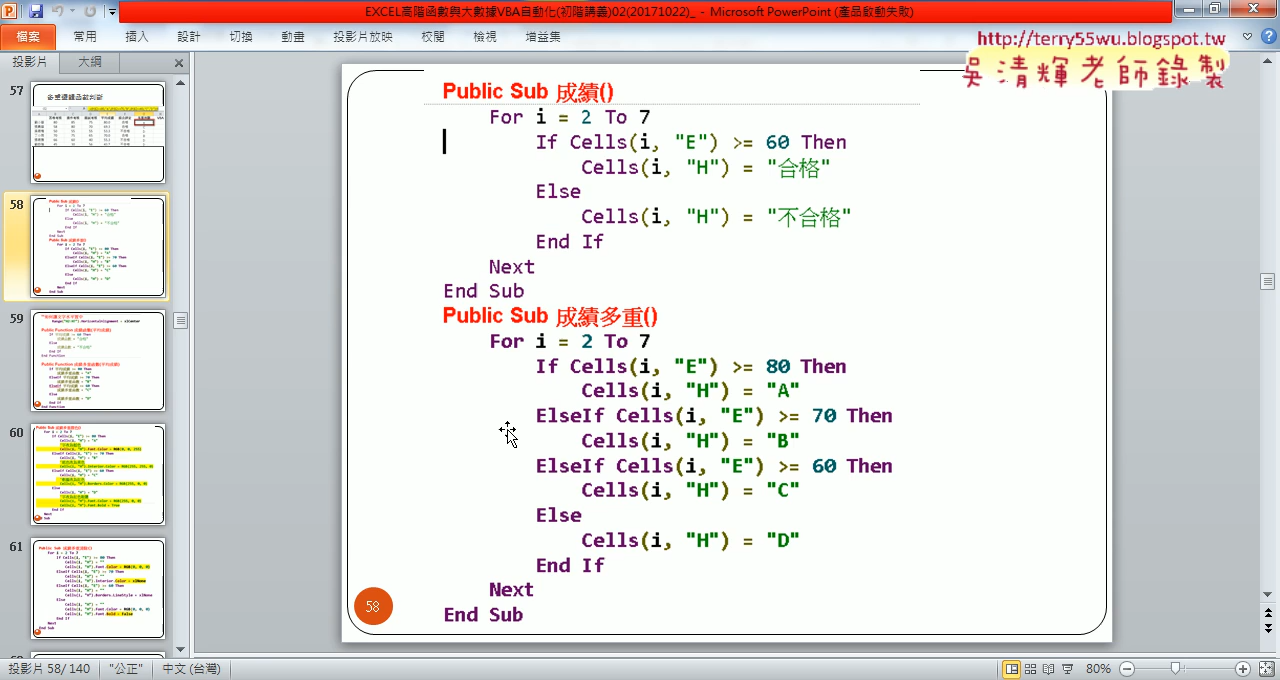 EXCEL高階函數與大數據VBA自動化(初階講義)02(20171022)_ - Microsoft PowerPoint (產品啟動失敗)
檔案 常用 插入 設計 切換 動畫 投影片放映 校閱 檢視 增益集
http://terry55wu.blogspot.tw
吳清輝老師錄製
投影片 大綱
57
58
59
60
61
Public Sub 成績()
For i = 2 To 7
If Cells(i, "E") >= 60 Then
Cells(i, "H") = "合格"
Else
Cells(i, "H") = "不合格"
End If
Next
End Sub
Public Sub 成績多重()
For i = 2 To 7
If Cells(i, "E") >= 80 Then
Cells(i, "H") = "A"
ElseIf Cells(i, "E") >= 70 Then
Cells(i, "H") = "B"
ElseIf Cells(i, "E") >= 60 Then
Cells(i, "H") = "C"
Else
Cells(i, "H") = "D"
End If
Next
End Sub
58
投影片 58/ 140 "公正" 中文 (台灣) 80%